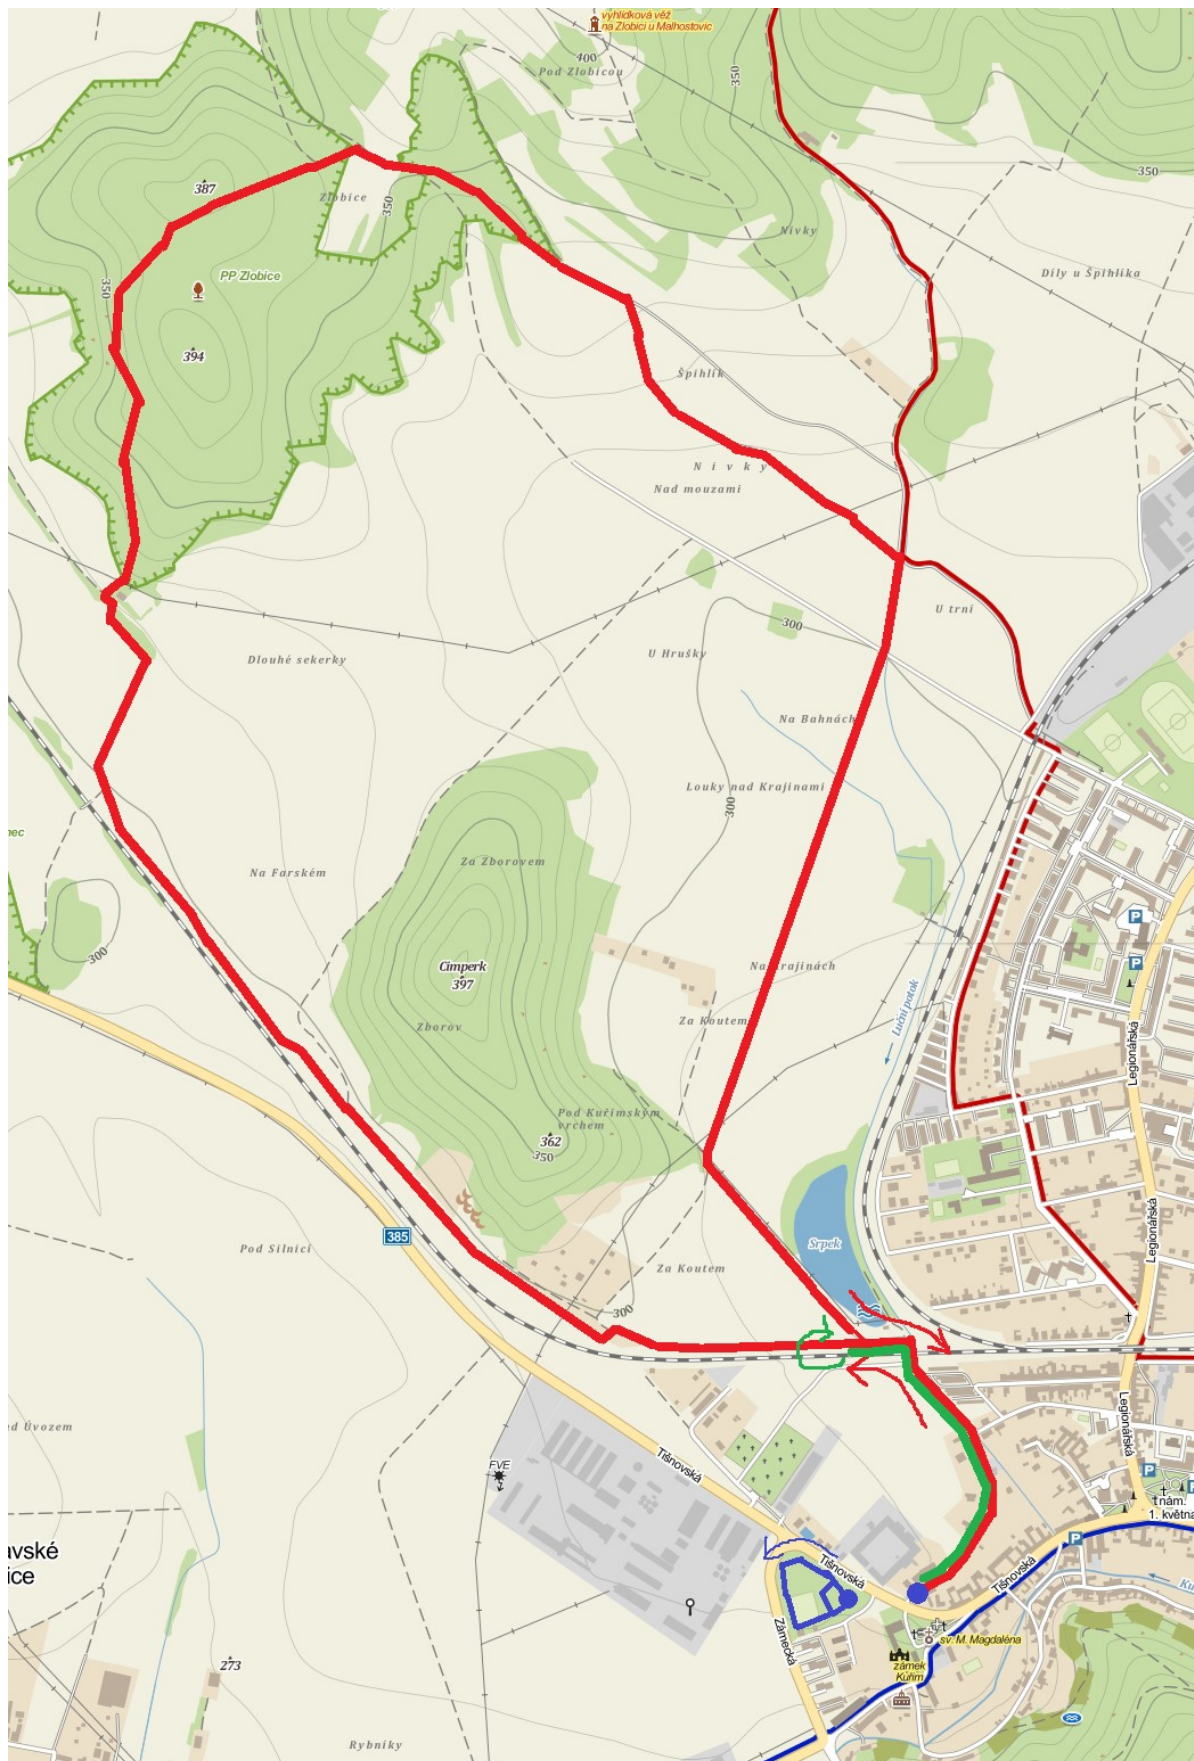 vyhlídková věž
na Zlobici u Malhostovic
400
Pod Zlobicou
350
350
387
Zlobice
350
Nivky
PP Zlobice
Díly u Špihlíka
350
394
Špihlík
Nivky
Nad mouzami
U trní
300
U Hrušky
Dlouhé sekerky
Na Bahnách
Louky nad Krajinami
300
Za Zborovem
Na Farském
P
300
Cimperk
397
Na Krajinách
P
Luční potok
Za Koutem
Zborov
Legionářská
Pod Kuřimským
vrchem
362
350
385
Pod Silnicí
Srpek
Legionářská
Za Koutem
300
Legionářská
Tišnovská
FVE
P
nám.
1. května
P
avské
ice
Tišnovská
Tišnovská
Zámecká
sv. M. Magdaléna
zámek
Kuřim
273
Rybníky